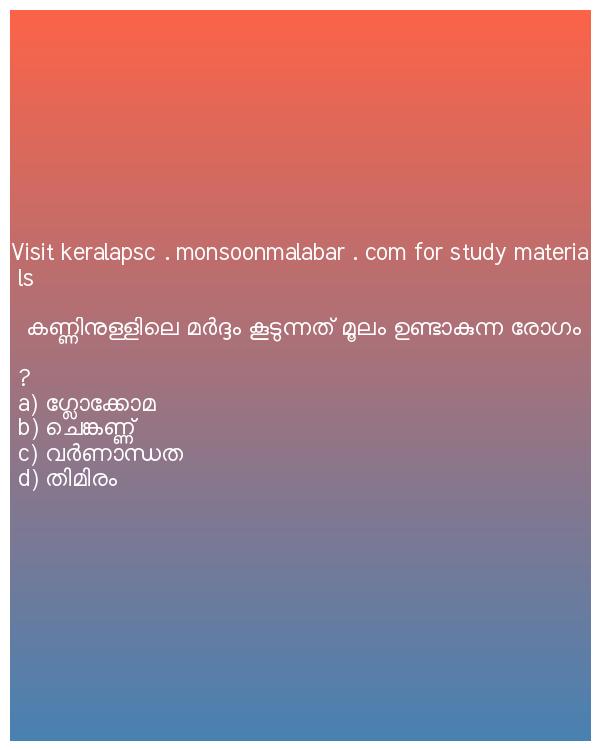 Visit keralapsc . monsoonmalabar . com for study materia
ls
കണ്ണിനുള്ളിലെ മർദ്ദം കൂടുന്നത് മൂലം ഉണ്ടാകുന്ന രോഗം
?
a) ഗ്ലോക്കോമ
b) ചെങ്കണ്ണ്
c) വർണാന്ധത
d) തിമിരം